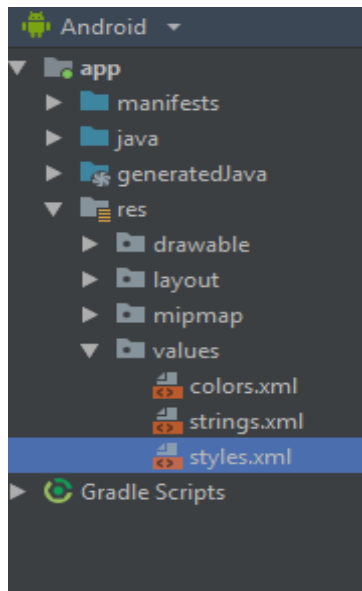 Android
app
manifests
java
generatedJava
res
drawable
layout
mipmap
values
colors.xml
strings.xml
styles.xml
Gradle Scripts